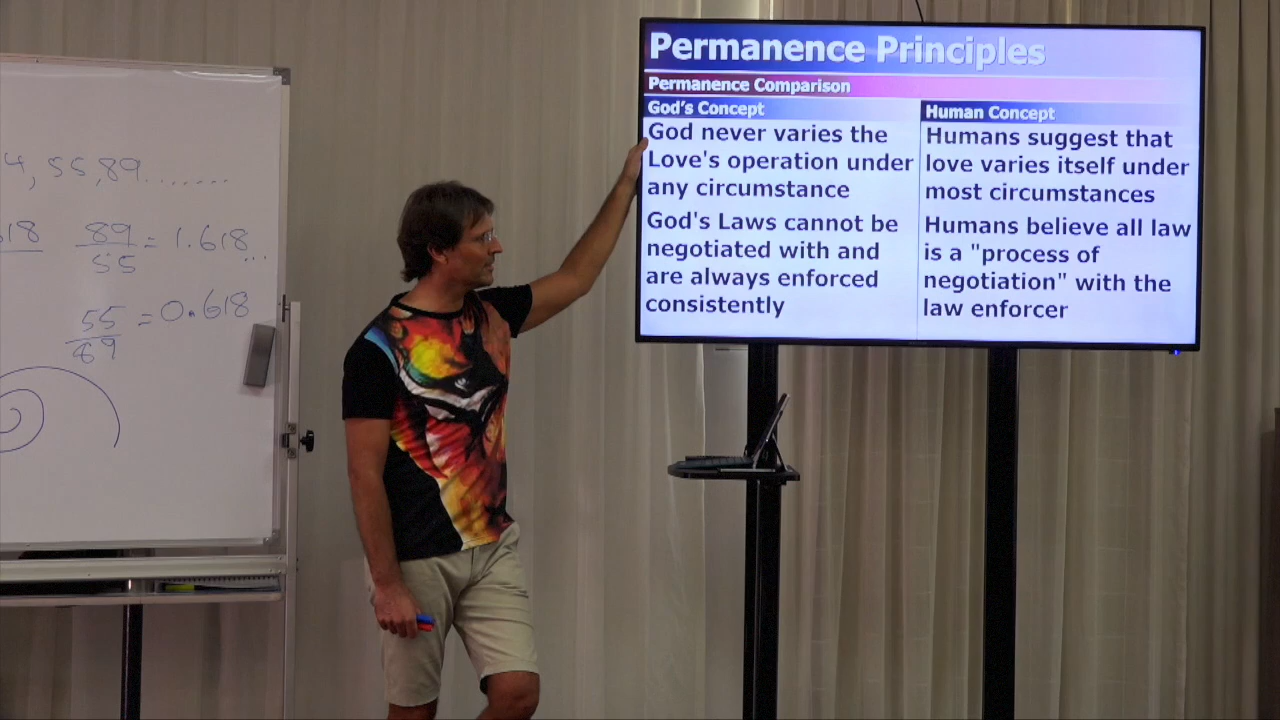 4, 55, 89........
618
89
55
= 1.618...
55
89
= 0.618
Permanence Principles
Permanence Comparison
God's Concept
God never varies the
Love's operation under
any circumstance
God's Laws cannot be
negotiated with and
are always enforced
consistently
Human Concept
Humans suggest that
love varies itself under
most circumstances
Humans believe all law
is a "process of
negotiation" with the
law enforcer